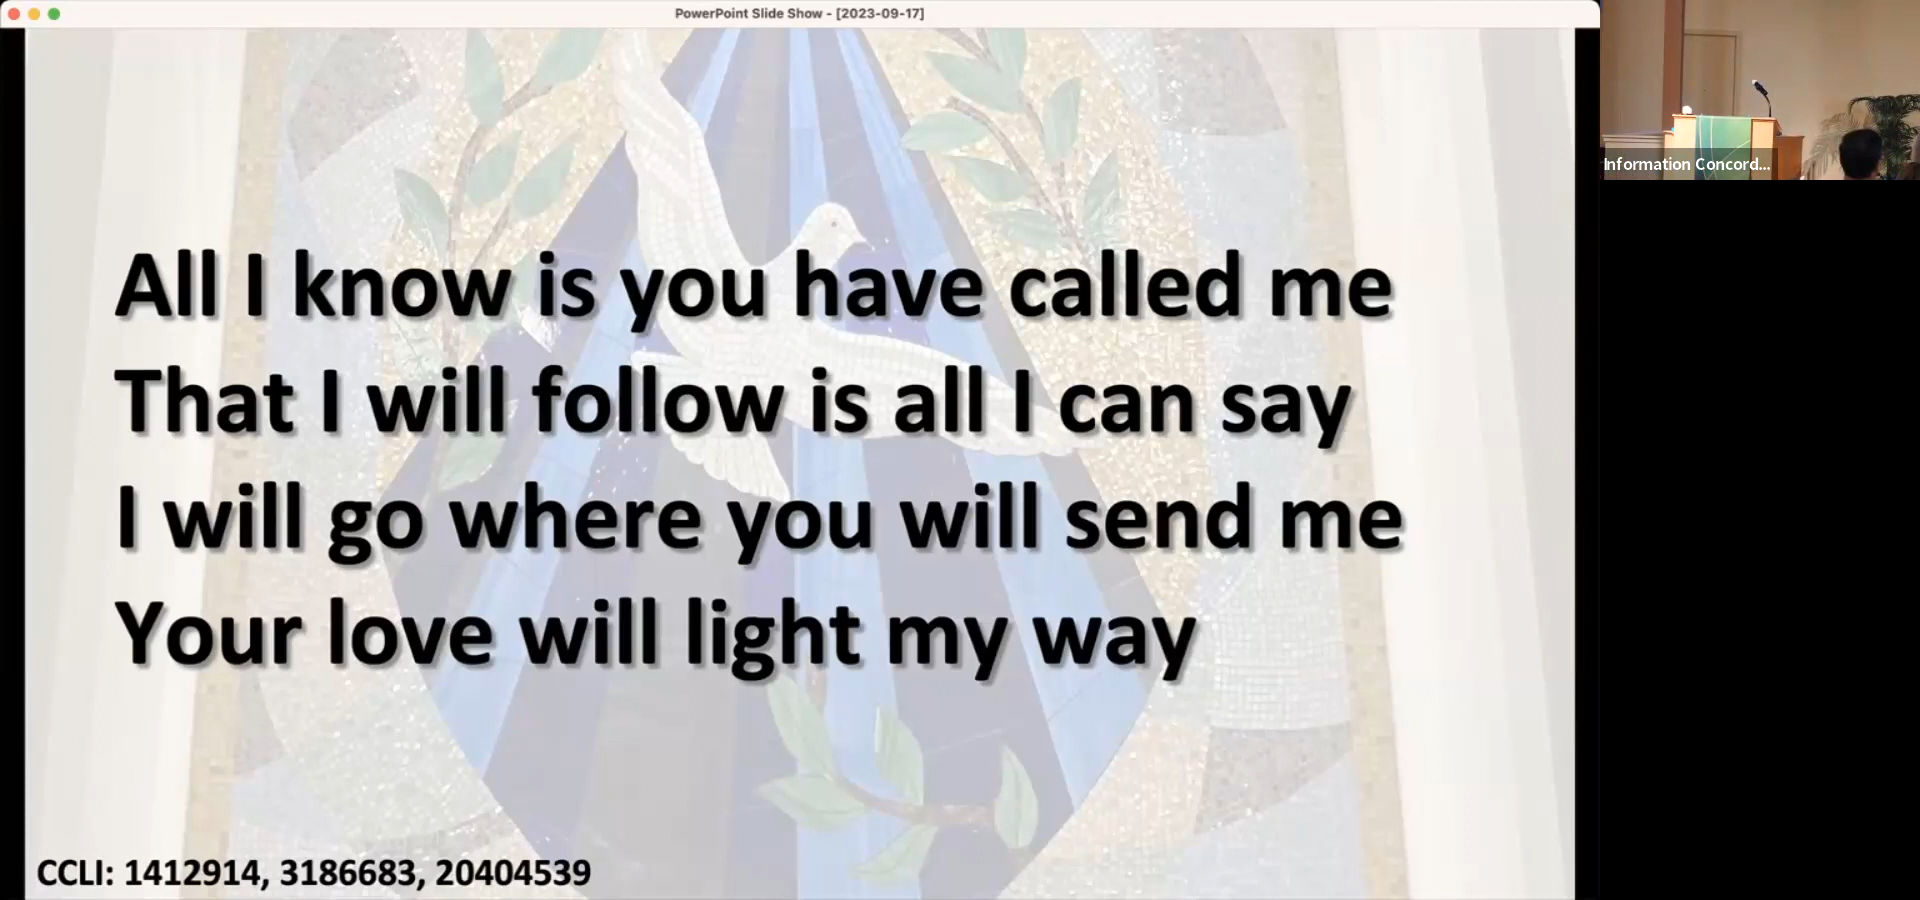 PowerPoint Slide Show - [2023-09-17]
All I know is you have called me
That I will follow is all I can say
I will go where you will send me
Your love will light my way
CCLI: 1412914, 3186683, 20404539
Information Concord...